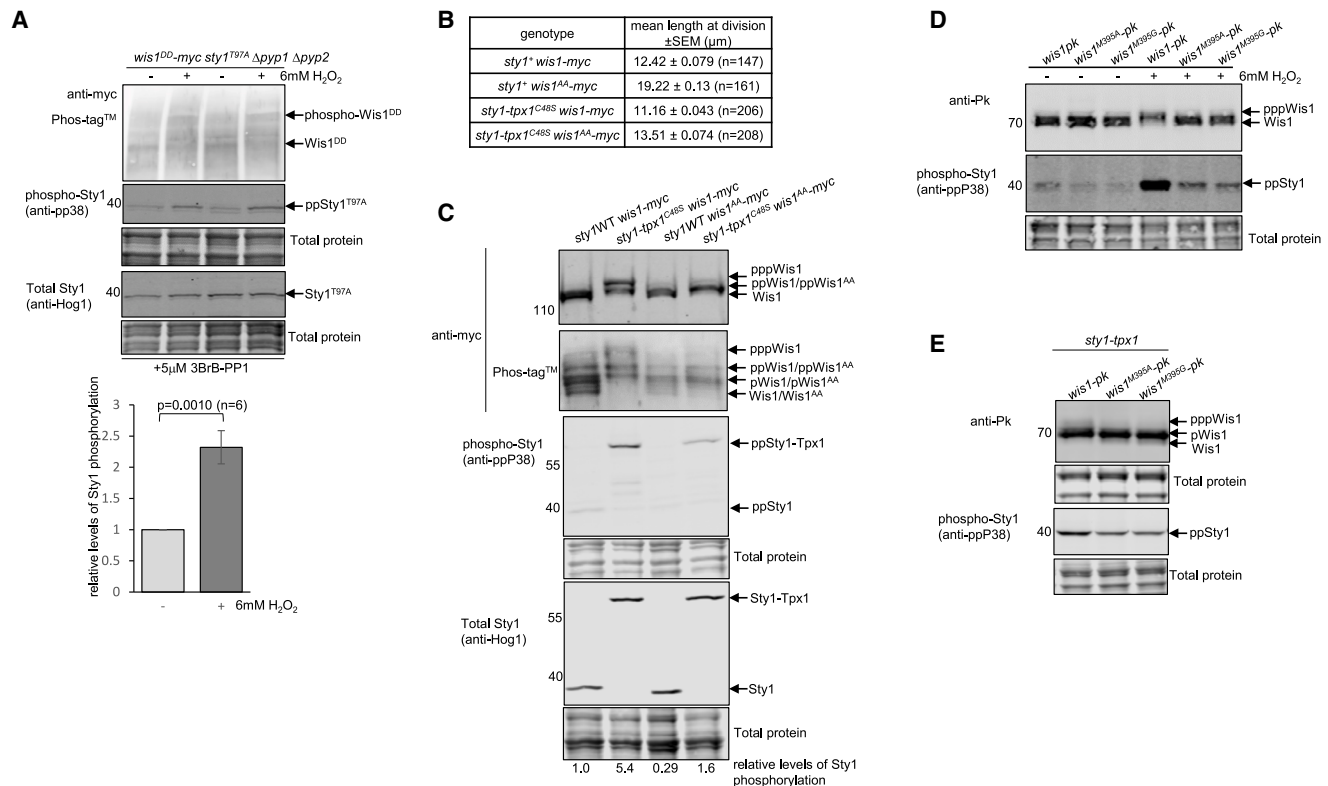 A
wis1DD-myc sty1T97A Δpyp1 Δpyp2
- + - + 6mM H2O2
anti-myc
Phos-tag™
phospho-Wis1DD
Wis1DD
phospho-Sty1
(anti-pp38)
40
ppSty1T97A
Total protein
Total Sty1
(anti-Hog1)
40
Sty1T97A
Total protein
+5μM 3BrB-PP1
relative levels of Sty1 phosphorylation
3
2.5
2
1.5
1
0.5
0
p=0.0010 (n=6)
- + 6mM H2O2
B
genotype mean length at division ±SEM (μm)
sty1+ wis1-myc 12.42 ± 0.079 (n=147)
sty1+ wis1AA-myc 19.22 ± 0.13 (n=161)
sty1-tpx1C48S wis1-myc 11.16 ± 0.043 (n=206)
sty1-tpx1C48S wis1AA-myc 13.51 ± 0.074 (n=208)
C
sty1WT wis1-myc
sty1-tpx1C48S wis1-myc
sty1WT wis1AA-myc
sty1-tpx1C48S wis1AA-myc
anti-myc
110
pppWis1
ppWis1/ppWis1AA
Wis1
Phos-tag™
pppWis1
ppWis1/ppWis1AA
pWis1/pWis1AA
Wis1/Wis1AA
phospho-Sty1
(anti-ppP38)
55
40
ppSty1-Tpx1
ppSty1
Total protein
Total Sty1
(anti-Hog1)
55
40
Sty1-Tpx1
Sty1
Total protein
1.0 5.4 0.29 1.6 relative levels of Sty1
phosphorylation
D
wis1pk
wis1M395A-pk
wis1M395G-pk
wis1-pk
wis1M395A-pk
wis1M395G-pk
- - - + + +
6mM H2O2
anti-Pk
70
pppWis1
Wis1
phospho-Sty1
(anti-ppP38)
40
ppSty1
Total protein
E
sty1-tpx1
wis1-pk
wis1M395A-pk
wis1M395G-pk
anti-Pk
70
pppWis1
pWis1
Wis1
Total protein
phospho-Sty1
(anti-ppP38)
40
ppSty1
Total protein